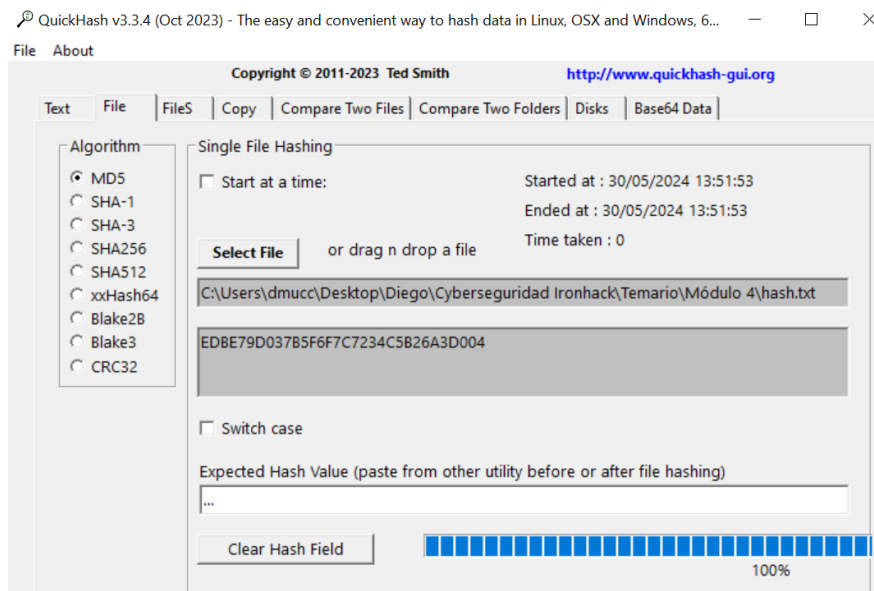 QuickHash v3.3.4 (Oct 2023) - The easy and convenient way to hash data in Linux, OSX and Windows, 6...
File About
Copyright © 2011-2023 Ted Smith http://www.quickhash-gui.org
Text File FileS Copy Compare Two Files Compare Two Folders Disks Base64 Data
Algorithm
MD5
SHA-1
SHA-3
SHA256
SHA512
xxHash64
Blake2B
Blake3
CRC32
Single File Hashing
Start at a time:
Started at : 30/05/2024 13:51:53
Ended at : 30/05/2024 13:51:53
Time taken : 0
Select File or drag n drop a file
C:\Users\dmucc\Desktop\Diego\Cyberseguridad Ironhack\Temario\Módulo 4\hash.txt
EDBE79D037B5F6F7C7234C5B26A3D004
Switch case
Expected Hash Value (paste from other utility before or after file hashing)
...
Clear Hash Field
100%